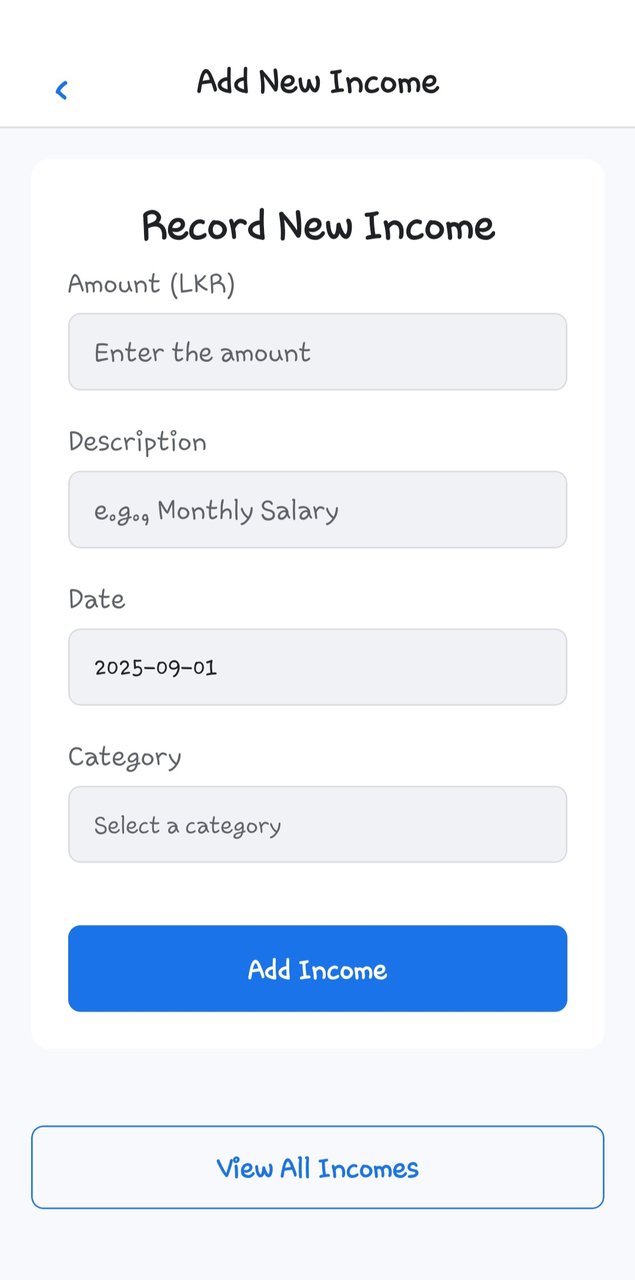 Add New Income
Record New Income
Amount (LKR)
Enter the amount
Description
e.g., Monthly Salary
Date
2025-09-01
Category
Select a category
Add Income
View All Incomes